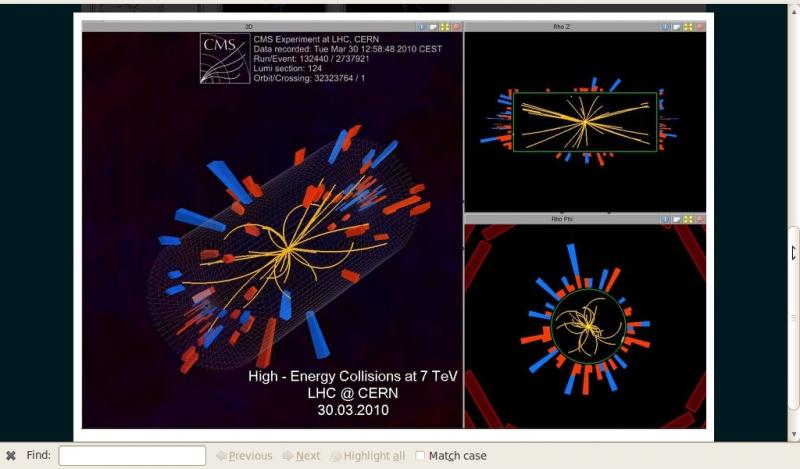 3D
CMS
CMS Experiment at LHC, CERN
Data recorded: Tue Mar 30 12:58:48 2010 CEST
Run/Event: 132440 / 2737921
Lumi section: 124
Orbit/Crossing: 32323764 / 1
High - Energy Collisions at 7 TeV
LHC @ CERN
30.03.2010
Rho Z
Rho Phi
Find: Previous Next Highlight all Match case